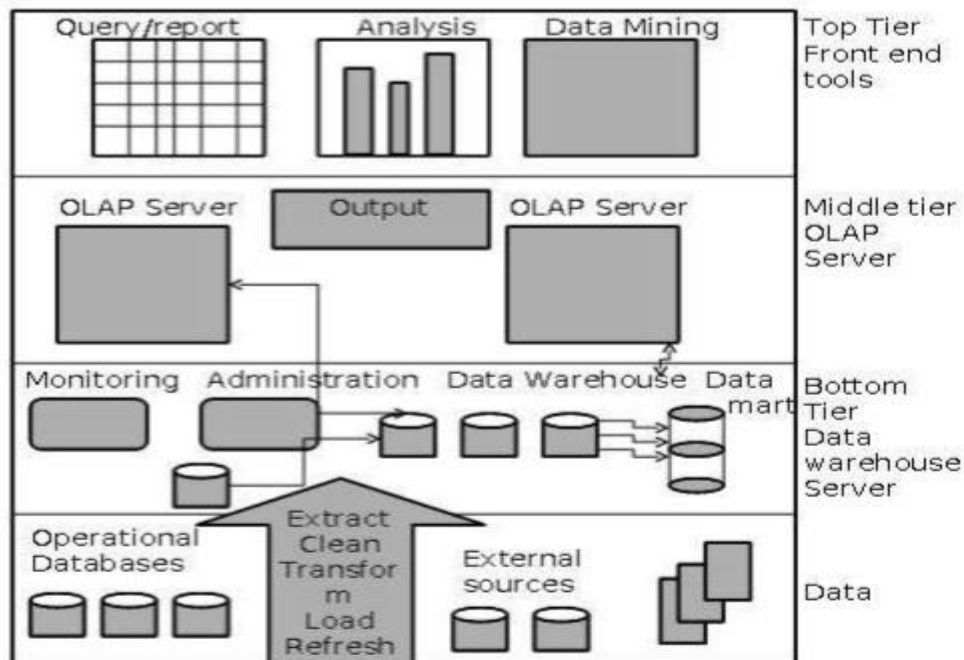 Query/report
Analysis
Data Mining
Top Tier
Front end
tools
OLAP Server
Output
OLAP Server
Middle tier
OLAP
Server
Monitoring
Administration
Data Warehouse
Data
mart
Bottom
Tier
Data
warehouse
Server
Operational
Databases
Extract
Clean
Transfor
m
Load
Refresh
External
sources
Data